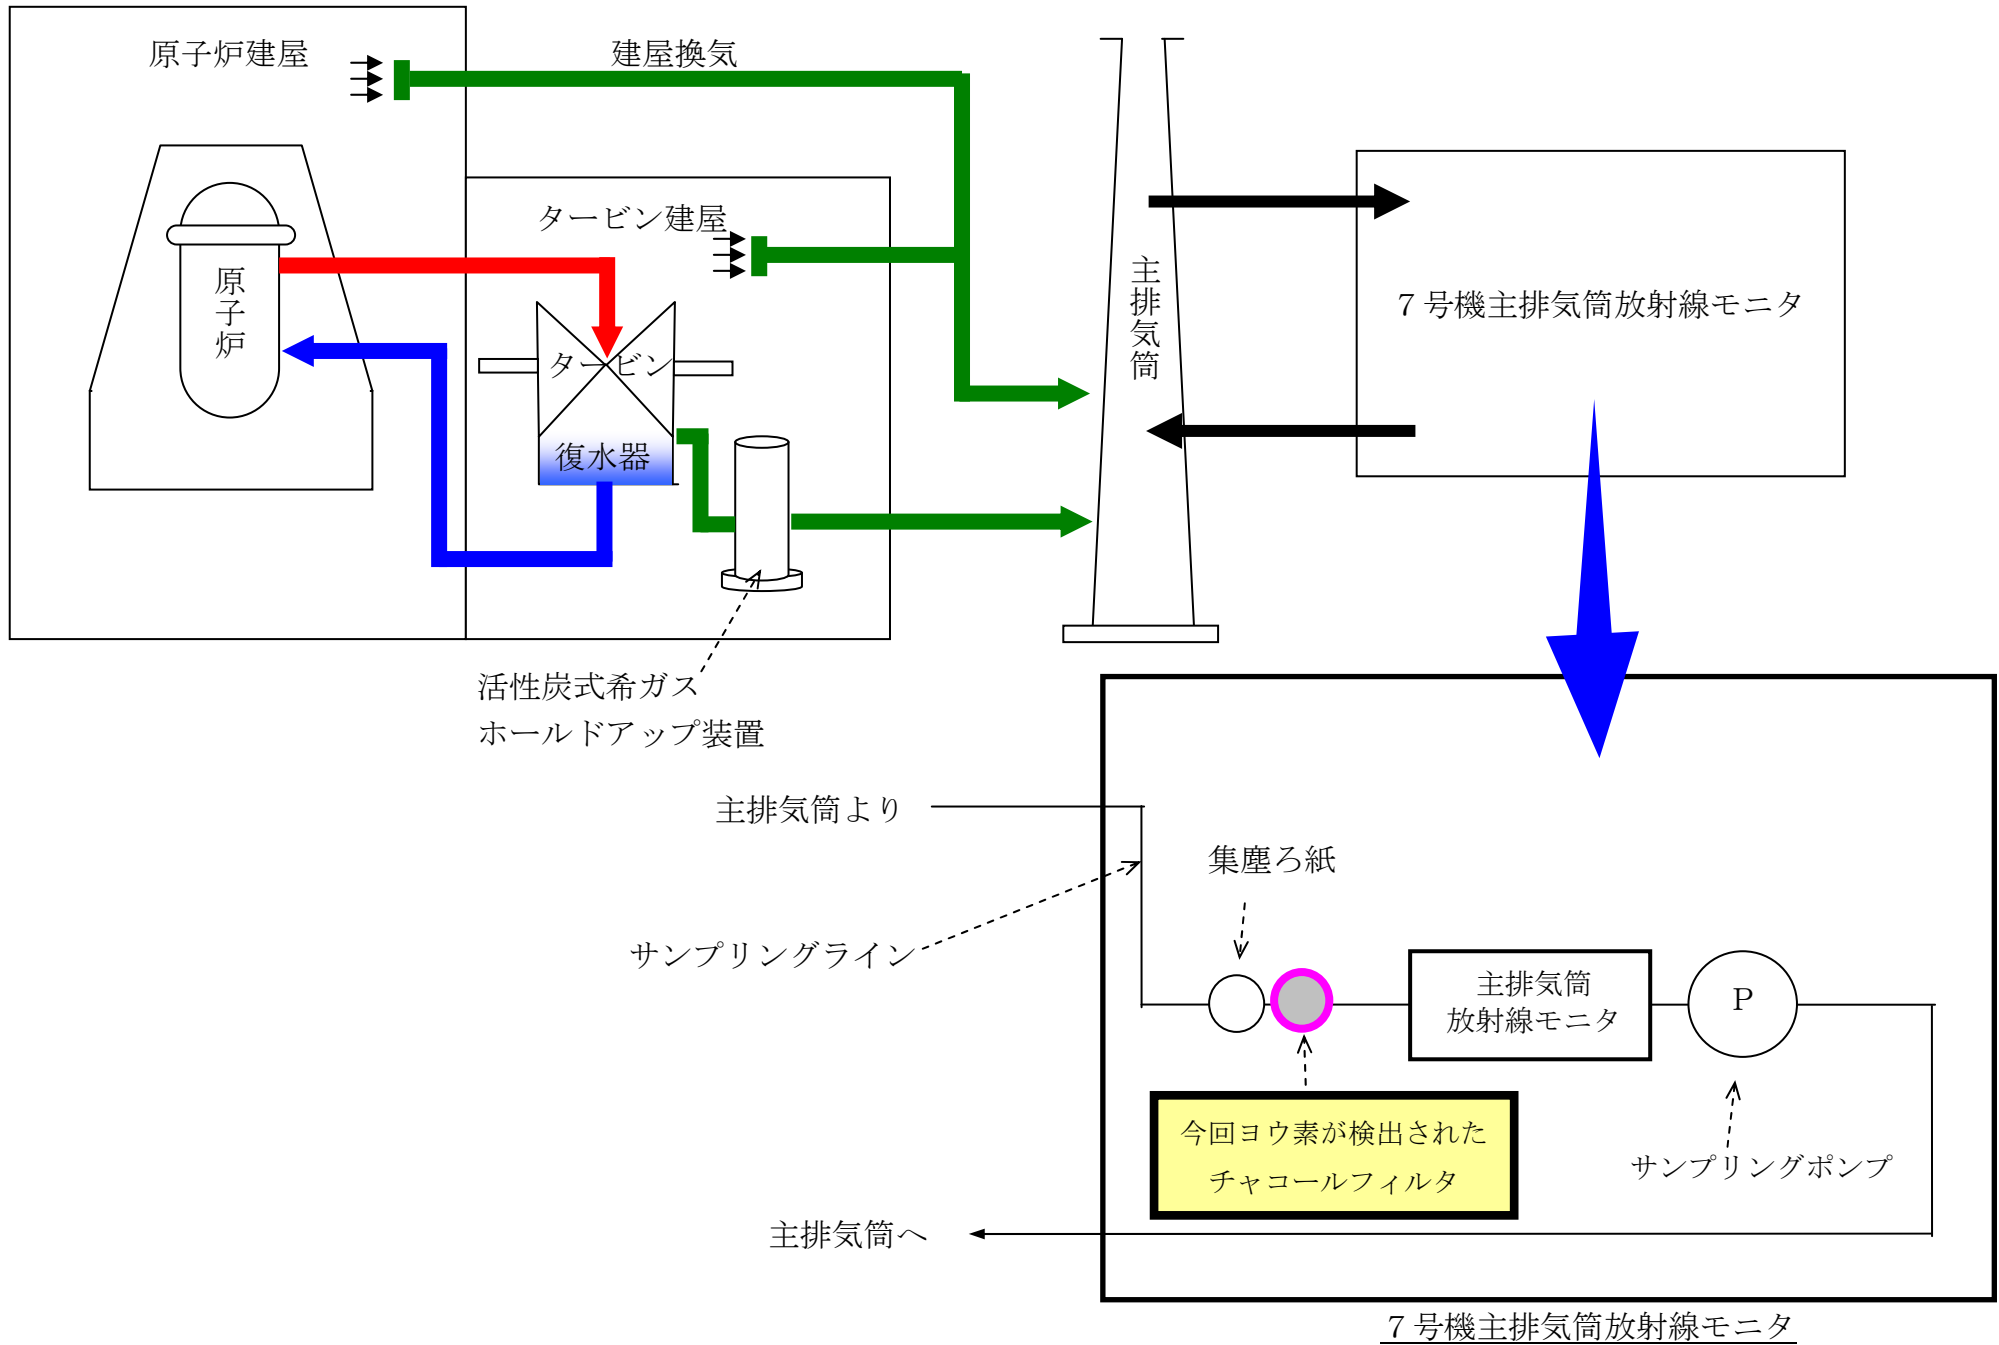 原子炉建屋
建屋換気
タービン建屋
原子炉
タービン
復水器
主排気筒
７号機主排気筒放射線モニタ
活性炭式希ガス
ホールドアップ装置
主排気筒より
集塵ろ紙
サンプリングライン
主排気筒
放射線モニタ
Ｐ
今回ヨウ素が検出された
チャコールフィルタ
サンプリングポンプ
主排気筒へ
７号機主排気筒放射線モニタ